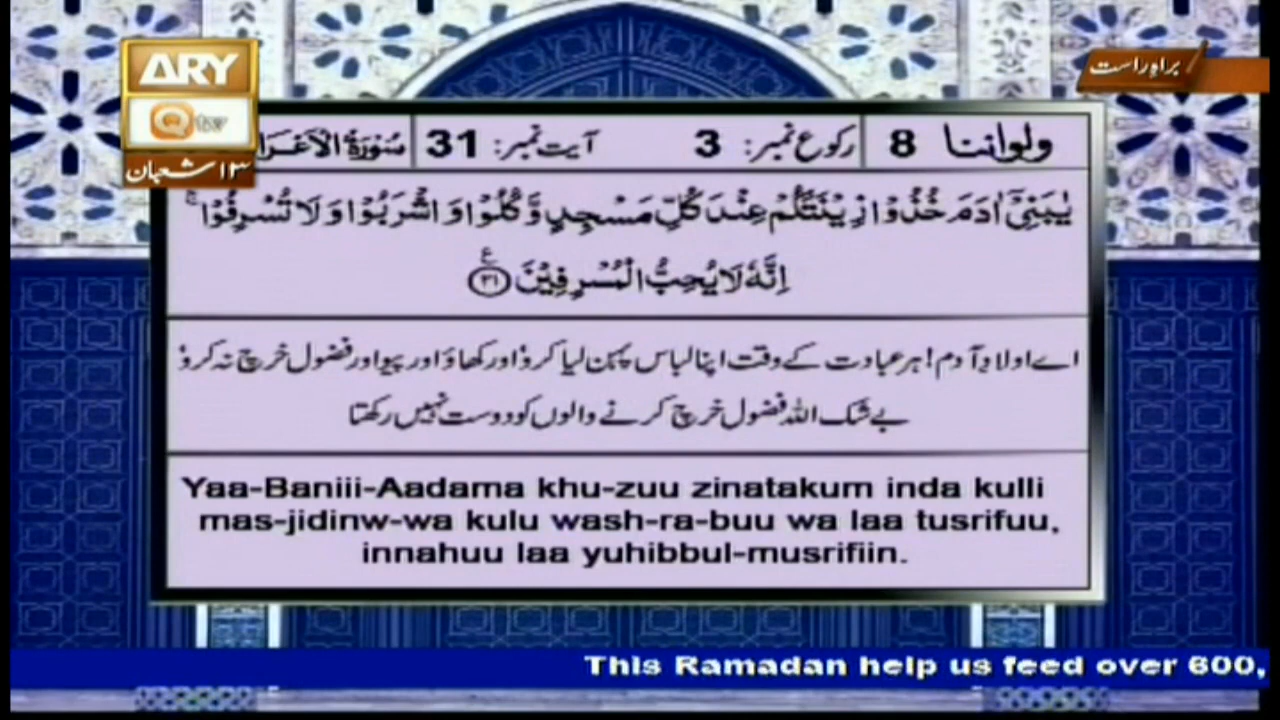 ARY
Qtv
۱۳ شعبان
براہِ راست
ولواننا 8
رکوع نمبر: 3
آیت نمبر: 31
سُوْرَةُ الْاَعْرَا
يٰبَنِيْۤ اٰدَمَ خُذُوْا زِيْنَتَكُمْ عِنْدَ كُلِّ مَسْجِدٍ وَّكُلُوْا وَاشْرَبُوْا وَلَا تُسْرِفُوْا ۚ
اِنَّهٗ لَا يُحِبُّ الْمُسْرِفِيْنَ ۳۱ ع
اے اولادِ آدم! ہر عبادت کے وقت اپنا لباس پہن لیا کرو‘ اور کھاؤ اور پیو اور فضول خرچ نہ کرو‘
بے شک اللہ فضول خرچ کرنے والوں کو دوست نہیں رکھتا
Yaa-Baniii-Aadama khu-zuu zinatakum inda kulli
mas-jidinw-wa kulu wash-ra-buu wa laa tusrifuu,
innahuu laa yuhibbul-musrifiin.
This Ramadan help us feed over 600,